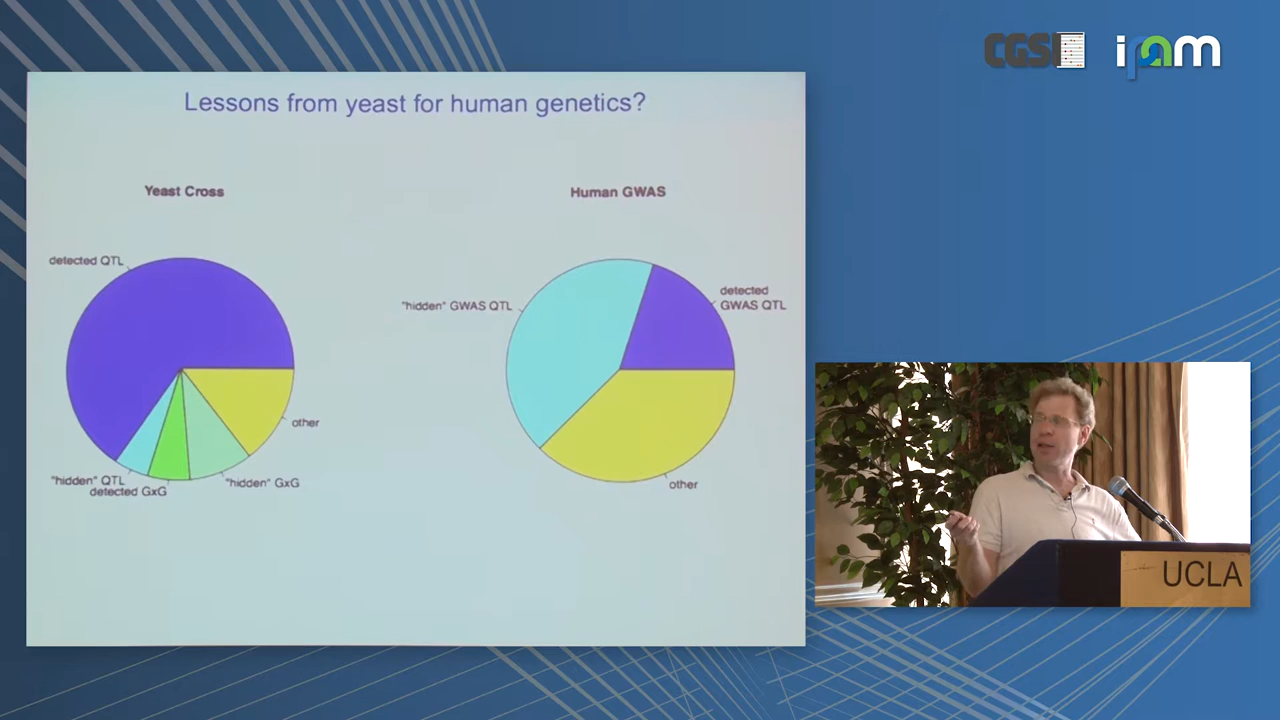 CGSI
ipam
Lessons from yeast for human genetics?
Yeast Cross
Human GWAS
detected QTL
"hidden" QTL
detected GxG
"hidden" GxG
other
"hidden" GWAS QTL
detected
GWAS QTL
other
UCLA